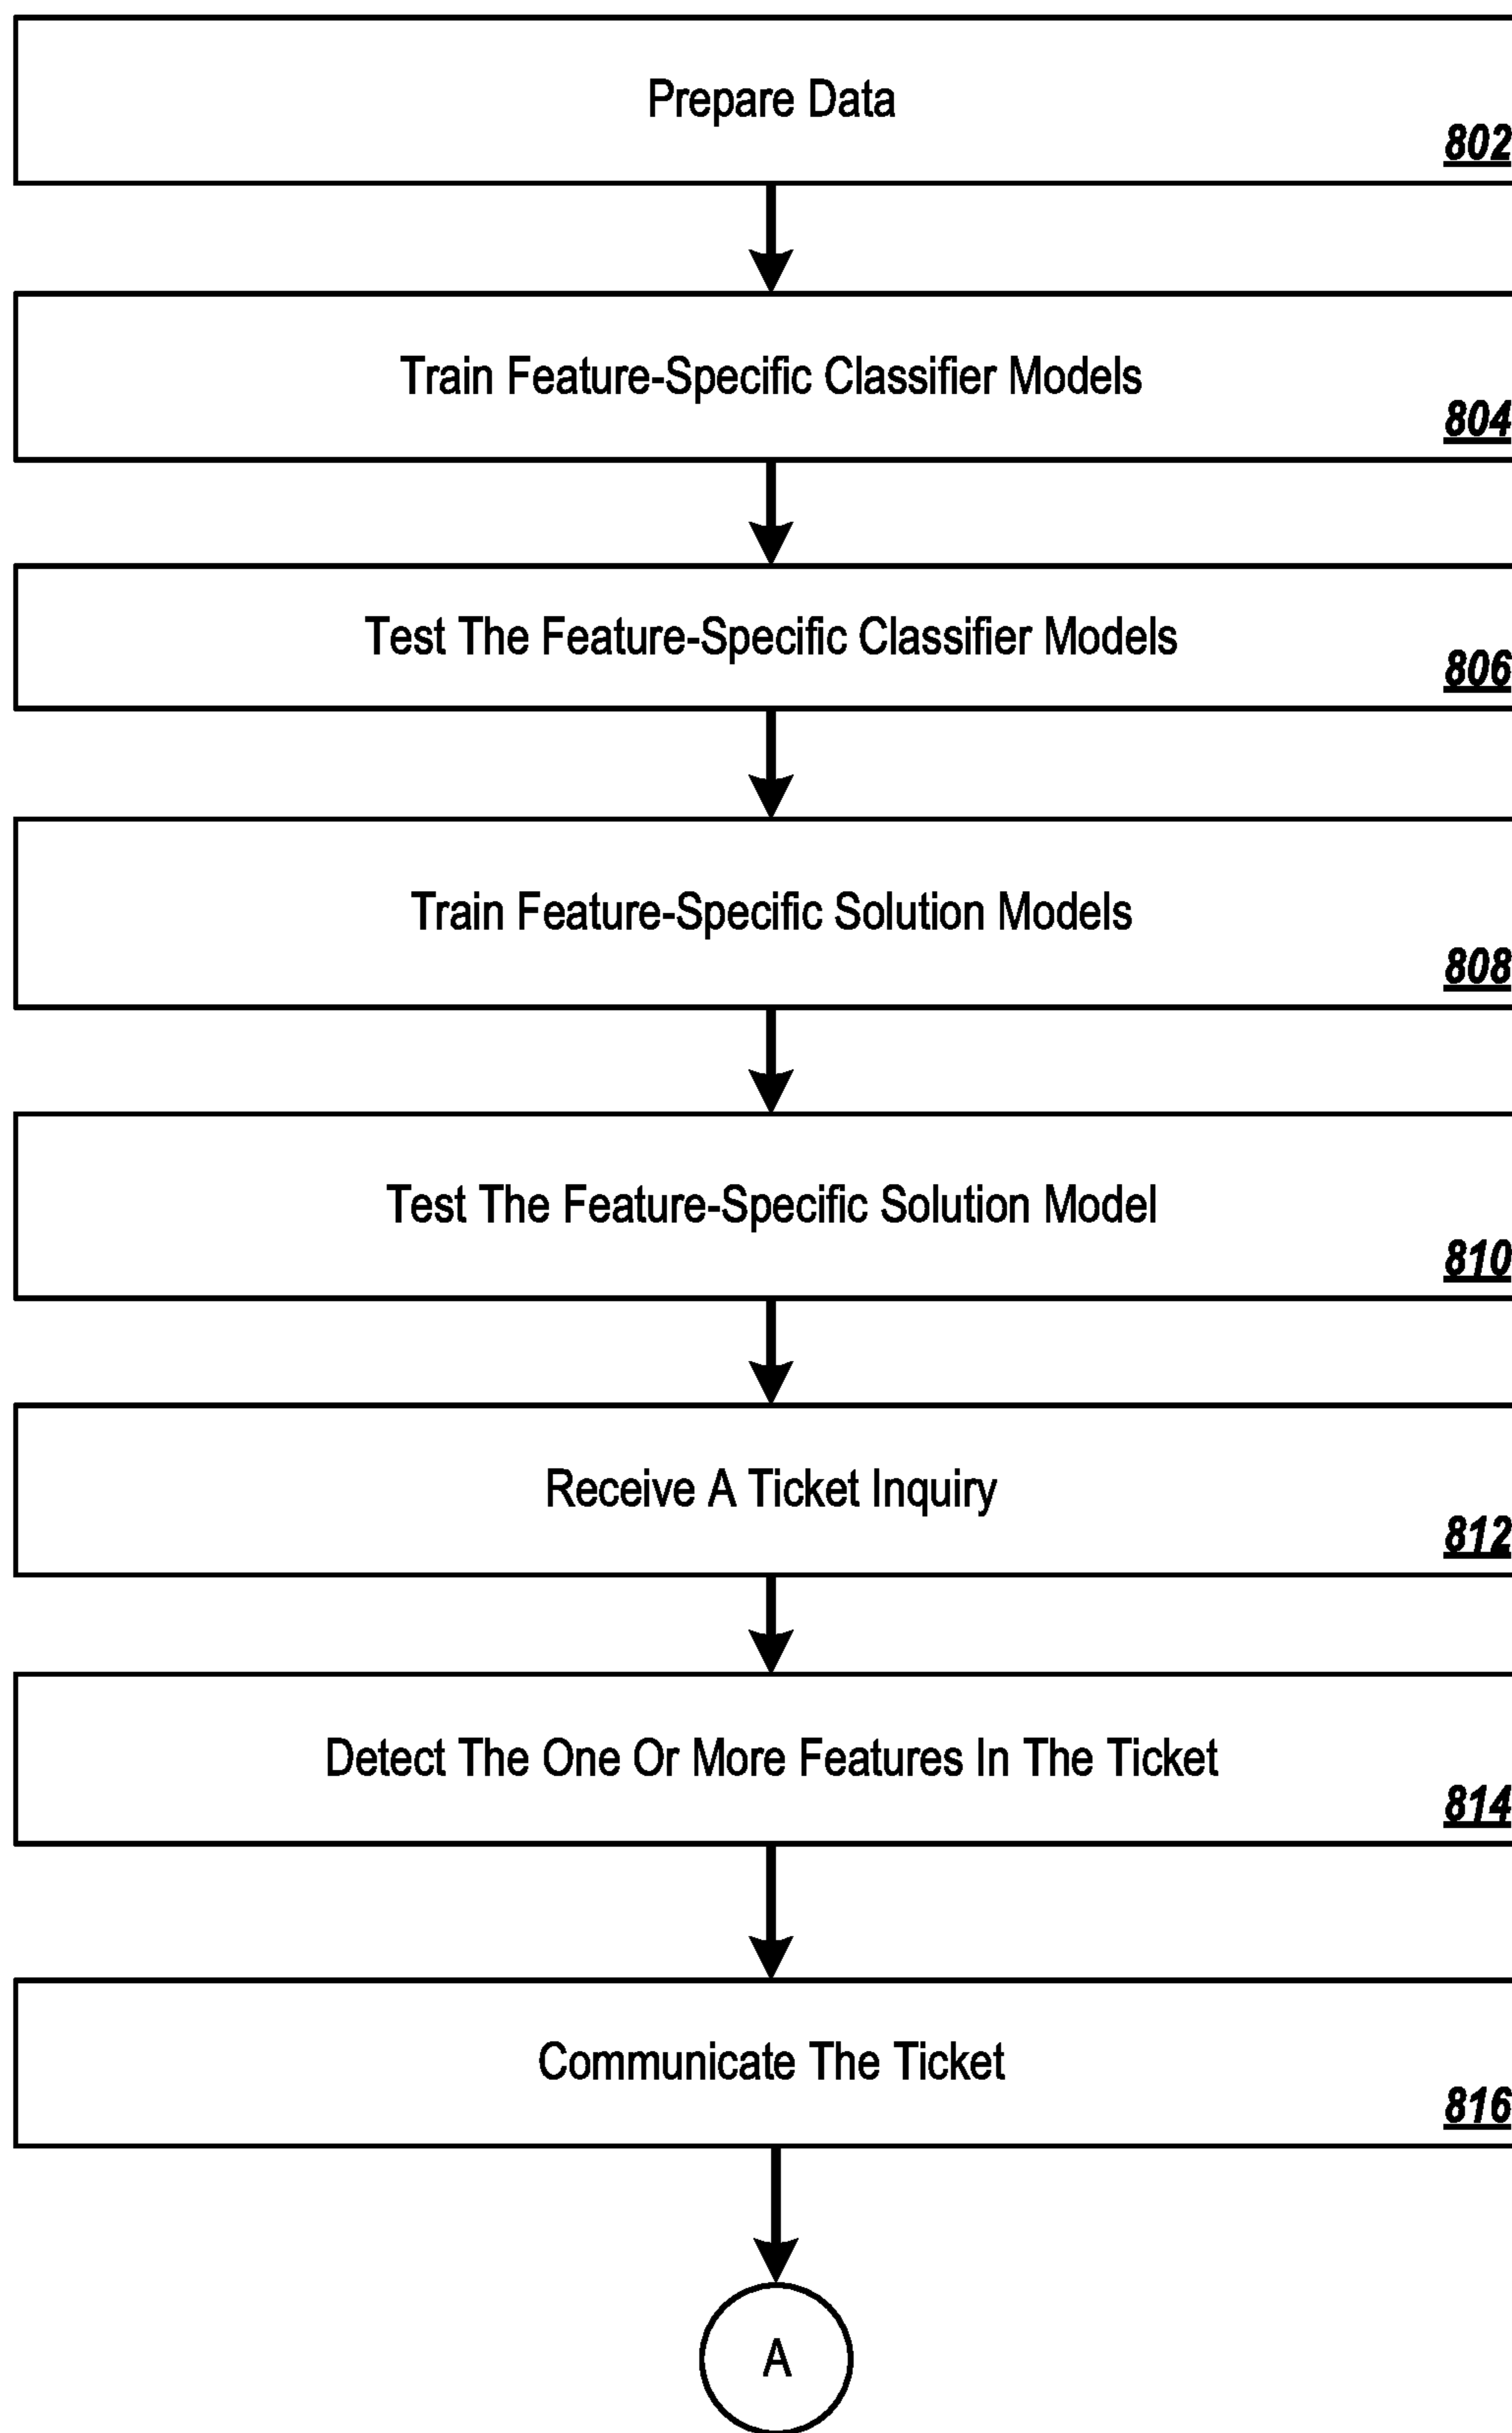 Prepare Data
802
Train Feature-Specific Classifier Models
804
Test The Feature-Specific Classifier Models
806
Train Feature-Specific Solution Models
808
Test The Feature-Specific Solution Model
810
Receive A Ticket Inquiry
812
Detect The One Or More Features In The Ticket
814
Communicate The Ticket
816
A